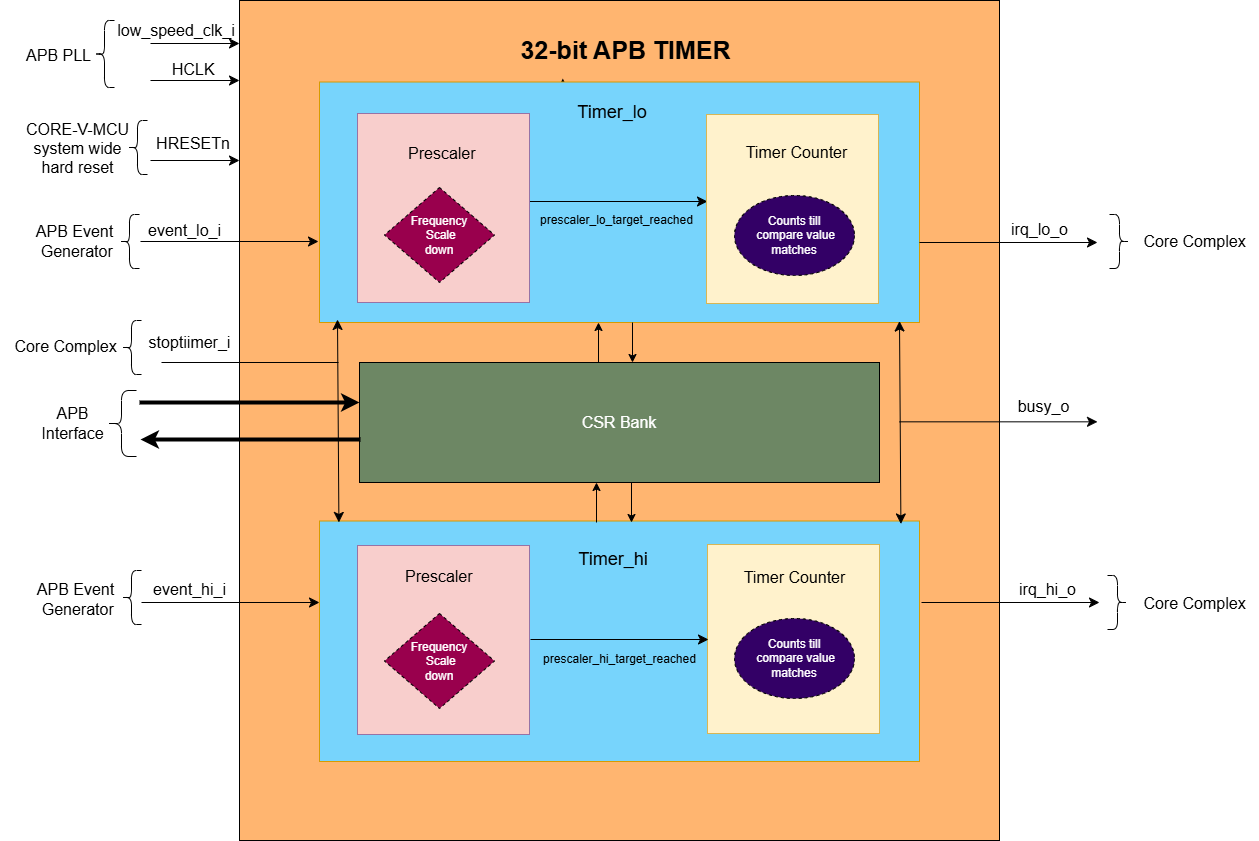 32-bit APB TIMER
APB PLL
low_speed_clk_i
HCLK
CORE-V-MCU
system wide
hard reset
HRESETn
APB Event
Generator
event_lo_i
Timer_lo
Prescaler
Frequency
Scale
down
prescaler_lo_target_reached
Timer Counter
Counts till
compare value
matches
irq_lo_o
Core Complex
Core Complex
stoptiimer_i
APB
Interface
CSR Bank
busy_o
APB Event
Generator
event_hi_i
Timer_hi
Prescaler
Frequency
Scale
down
prescaler_hi_target_reached
Timer Counter
Counts till
compare value
matches
irq_hi_o
Core Complex